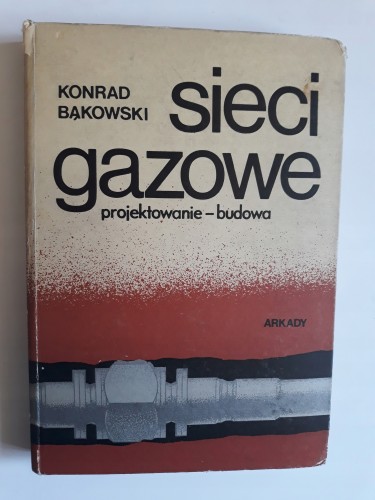 KONRAD
BĄKOWSKI
sieci
gazowe
projektowanie – budowa
ARKADY